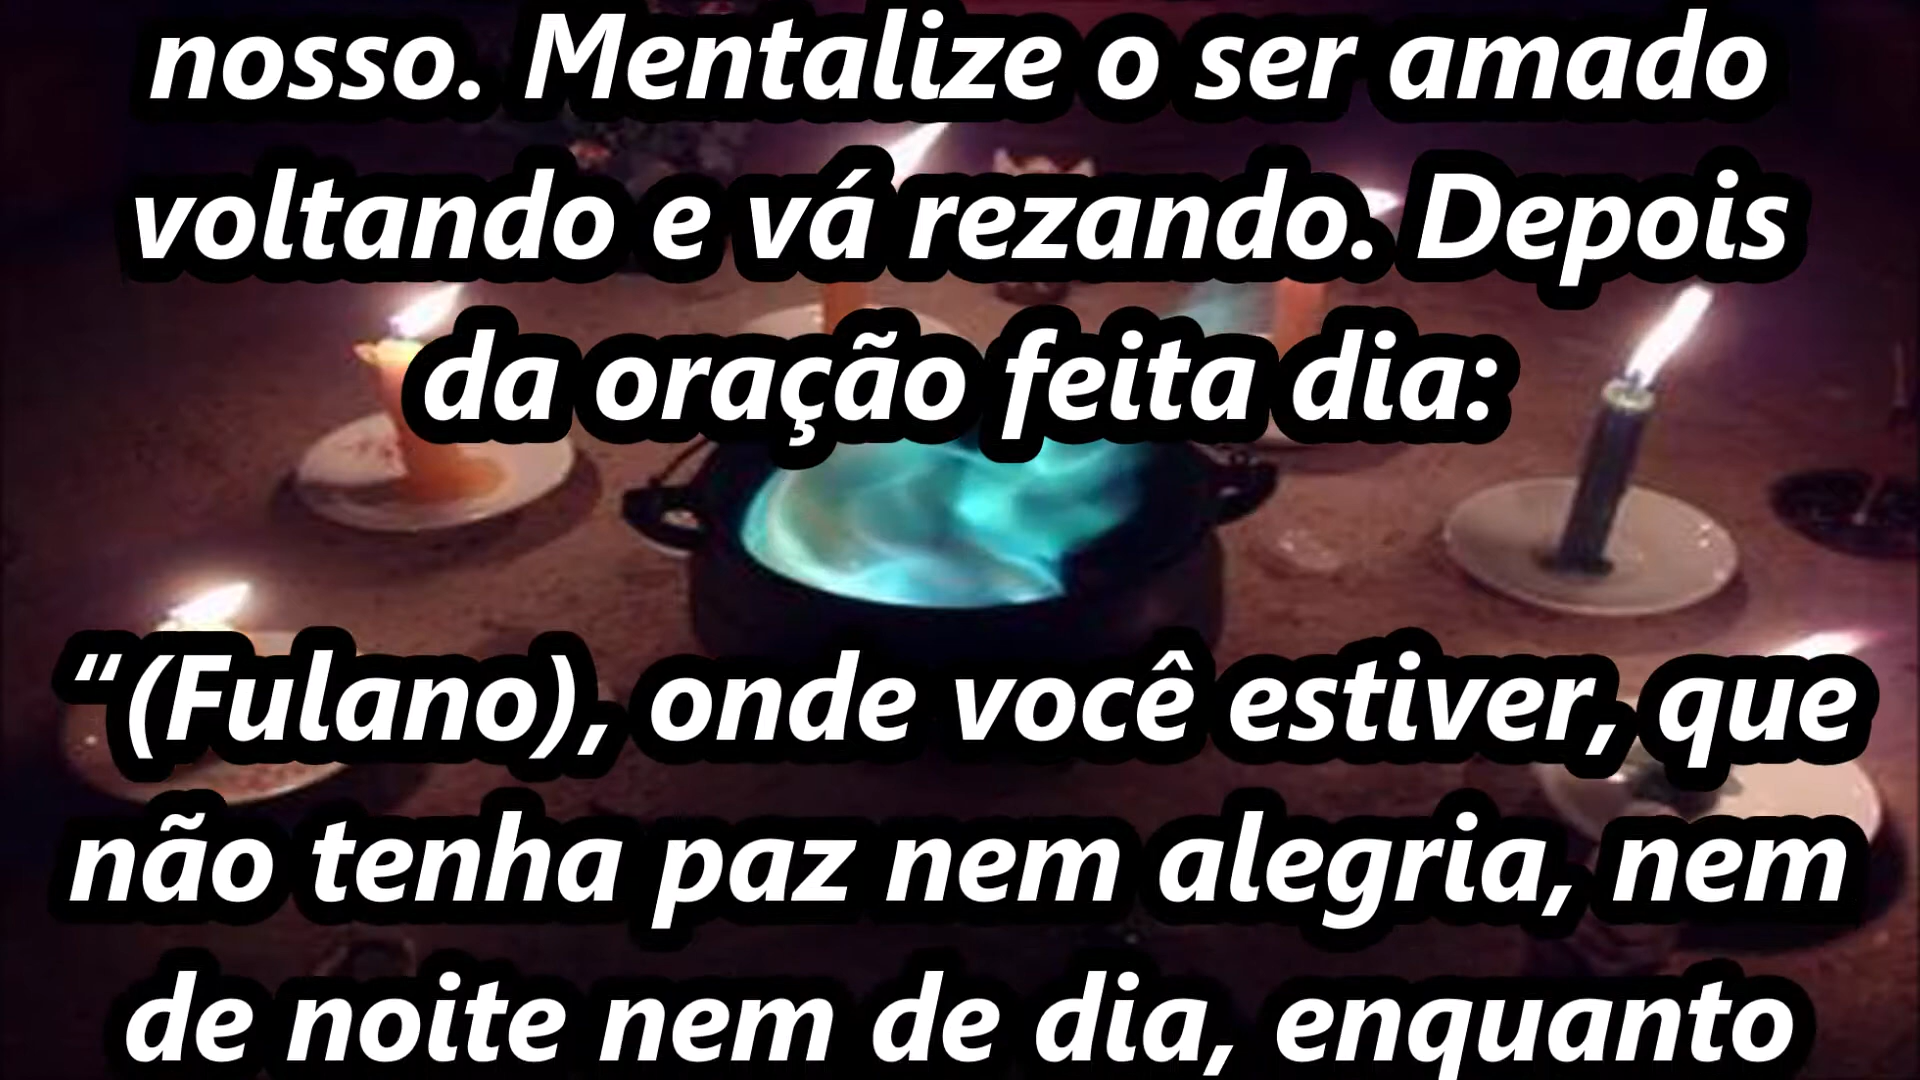 nosso. Mentalize o ser amado
voltando e vá rezando. Depois
da oração feita dia:
“(Fulano), onde você estiver, que
não tenha paz nem alegria, nem
de noite nem de dia, enquanto